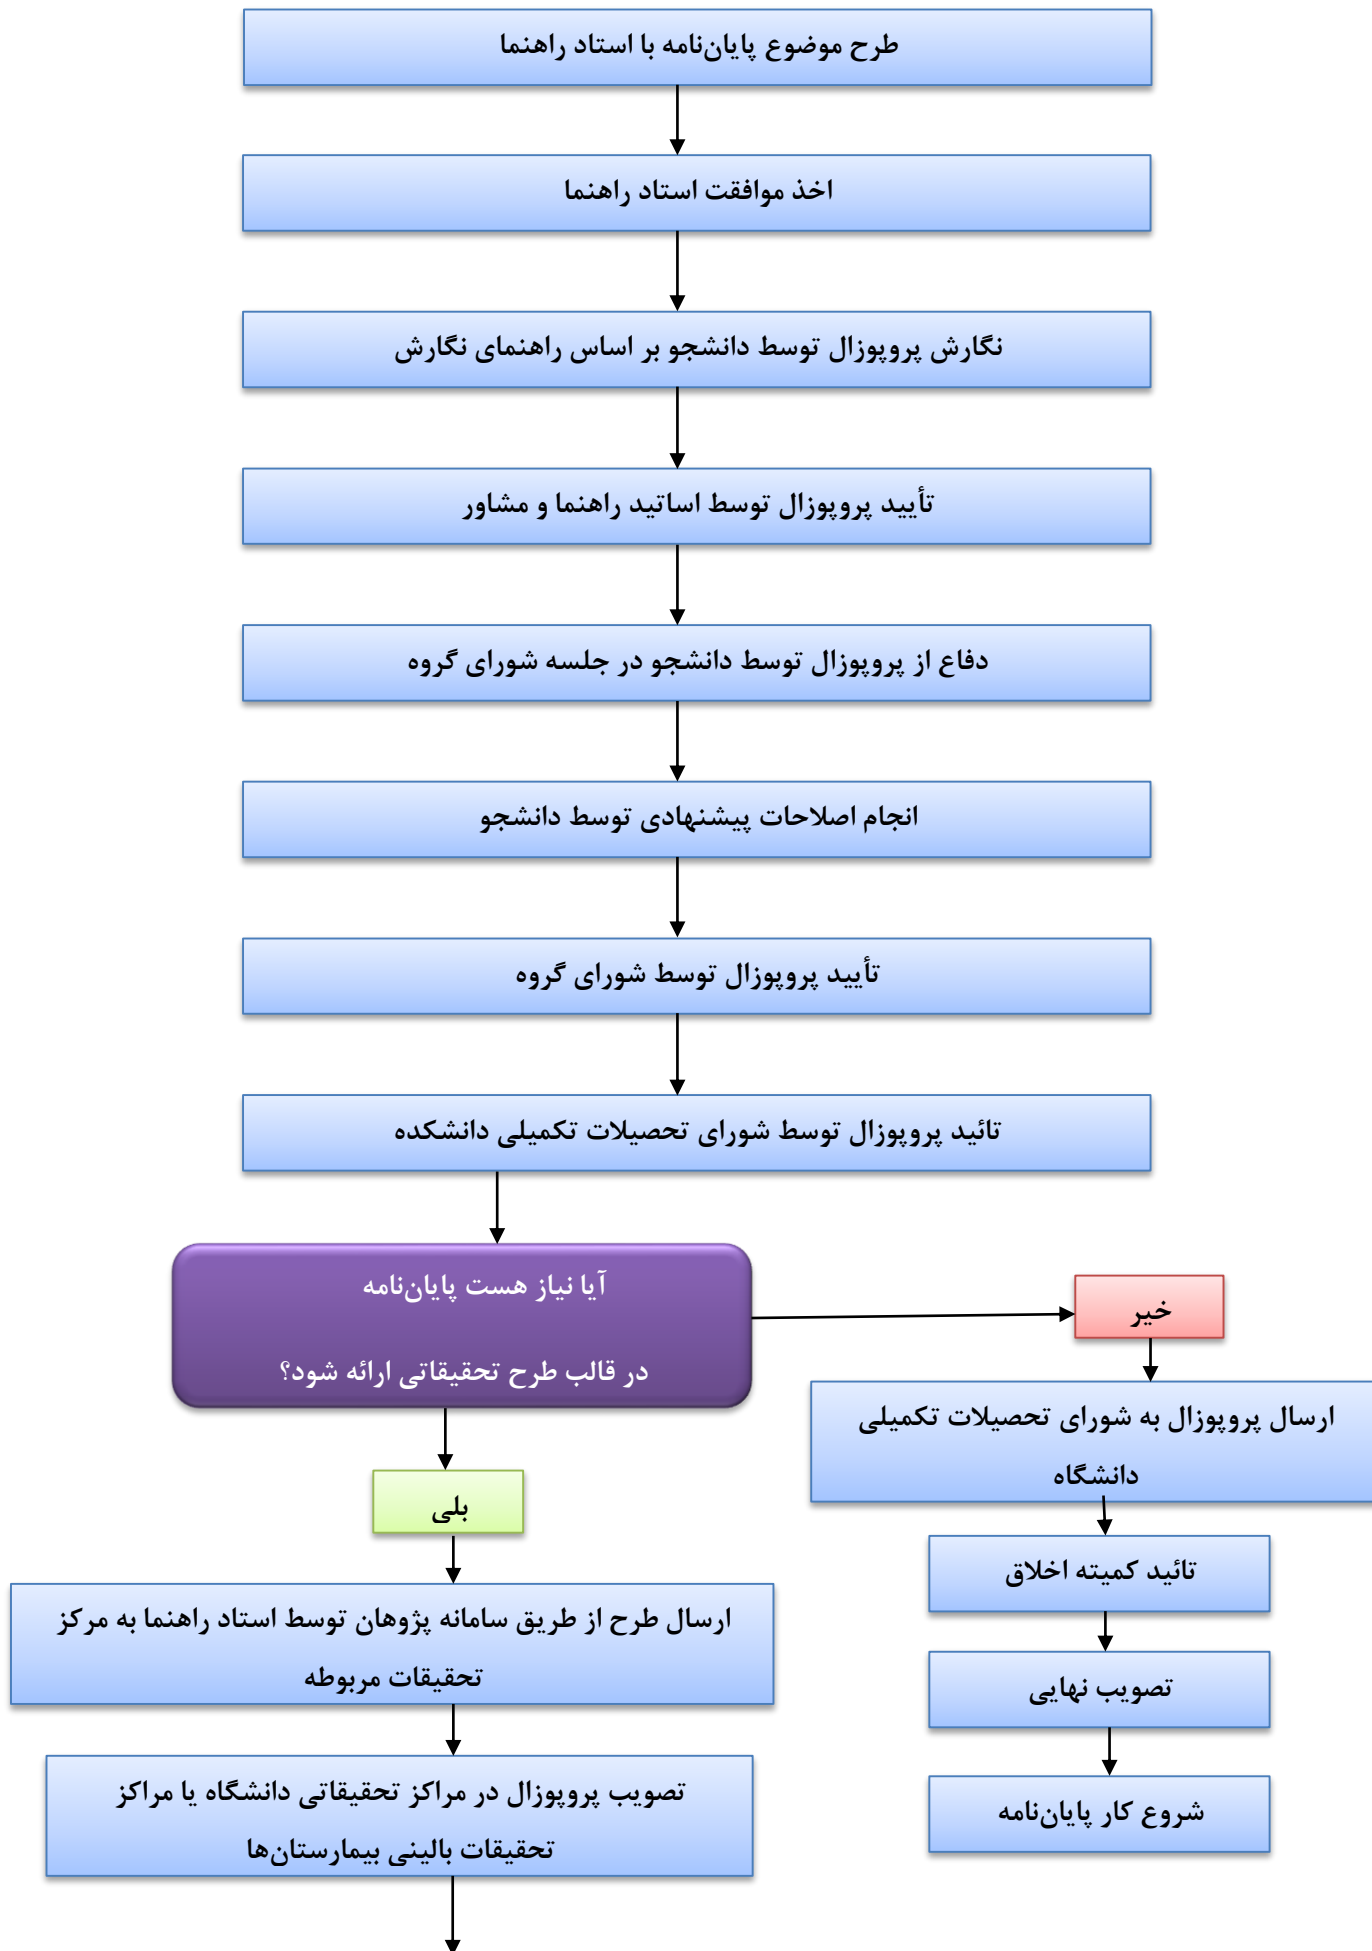 طرح موضوع پایان‌نامه با استاد راهنما
اخذ موافقت استاد راهنما
نگارش پروپوزال توسط دانشجو بر اساس راهنمای نگارش
تأیید پروپوزال توسط اساتید راهنما و مشاور
دفاع از پروپوزال توسط دانشجو در جلسه شورای گروه
انجام اصلاحات پیشنهادی توسط دانشجو
تأیید پروپوزال توسط شورای گروه
تائید پروپوزال توسط شورای تحصیلات تکمیلی دانشکده
آیا نیاز هست پایان‌نامه
در قالب طرح تحقیقاتی ارائه شود؟
خیر
ارسال پروپوزال به شورای تحصیلات تکمیلی
دانشگاه
تائید کمیته اخلاق
تصویب نهایی
شروع کار پایان‌نامه
بلی
ارسال طرح از طریق سامانه پژوهان توسط استاد راهنما به مرکز
تحقیقات مربوطه
تصویب پروپوزال در مراکز تحقیقاتی دانشگاه یا مراکز
تحقیقات بالینی بیمارستان‌ها